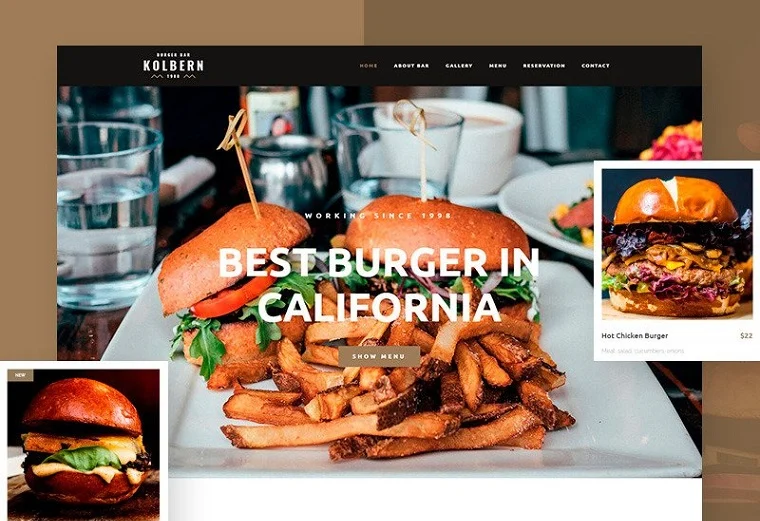 BURGER BAR
KOLBERN
1998
HOME ABOUT BAR GALLERY MENU RESERVATION CONTACT
WORKING SINCE 1998
BEST BURGER IN
CALIFORNIA
SHOW MENU
Hot Chicken Burger $22
Meat, salad, cucumbers, onions
NEW